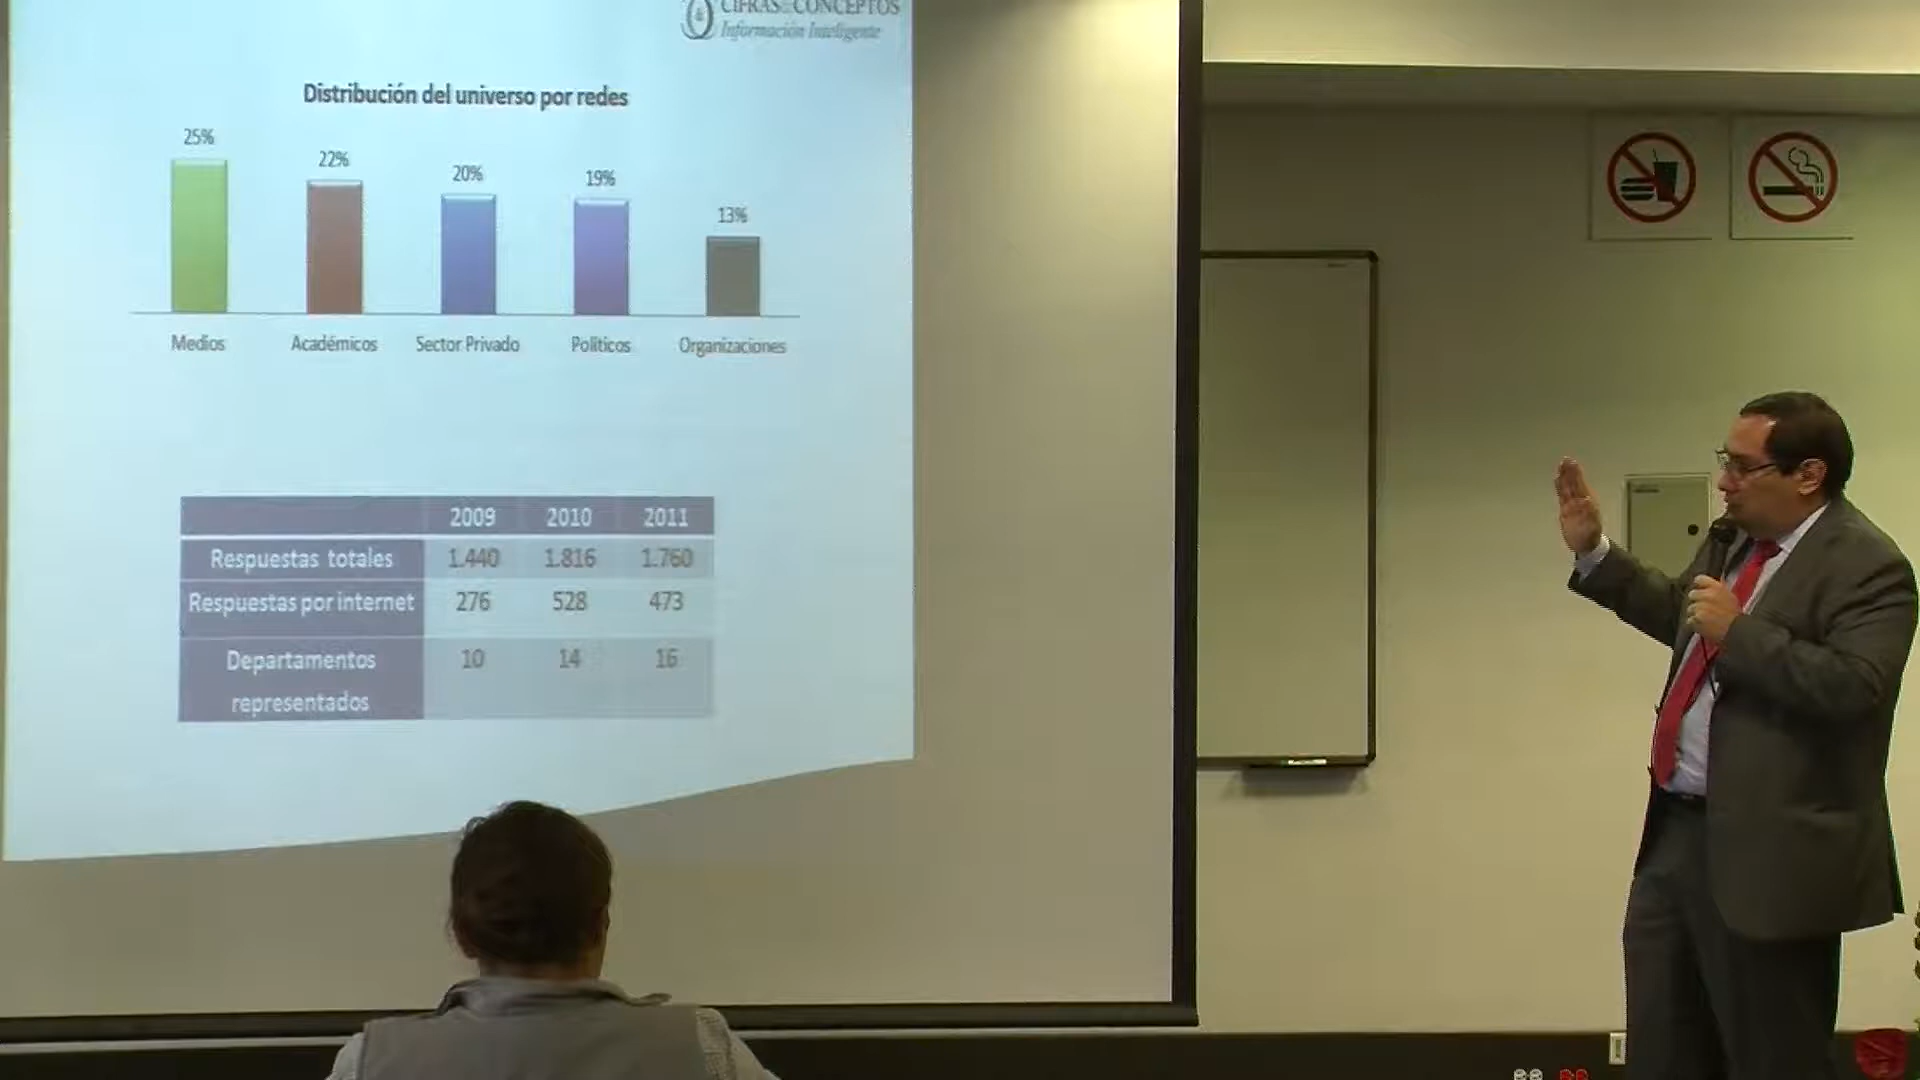 CIFRAS & CONCEPTOS
Información Inteligente
Distribución del universo por redes
25%
22%
20%
19%
13%
Medios
Académicos
Sector Privado
Políticos
Organizaciones
2009 2010 2011
Respuestas totales 1.440 1.816 1.760
Respuestas por internet 276 528 473
Departamentos 10 14 16
representados